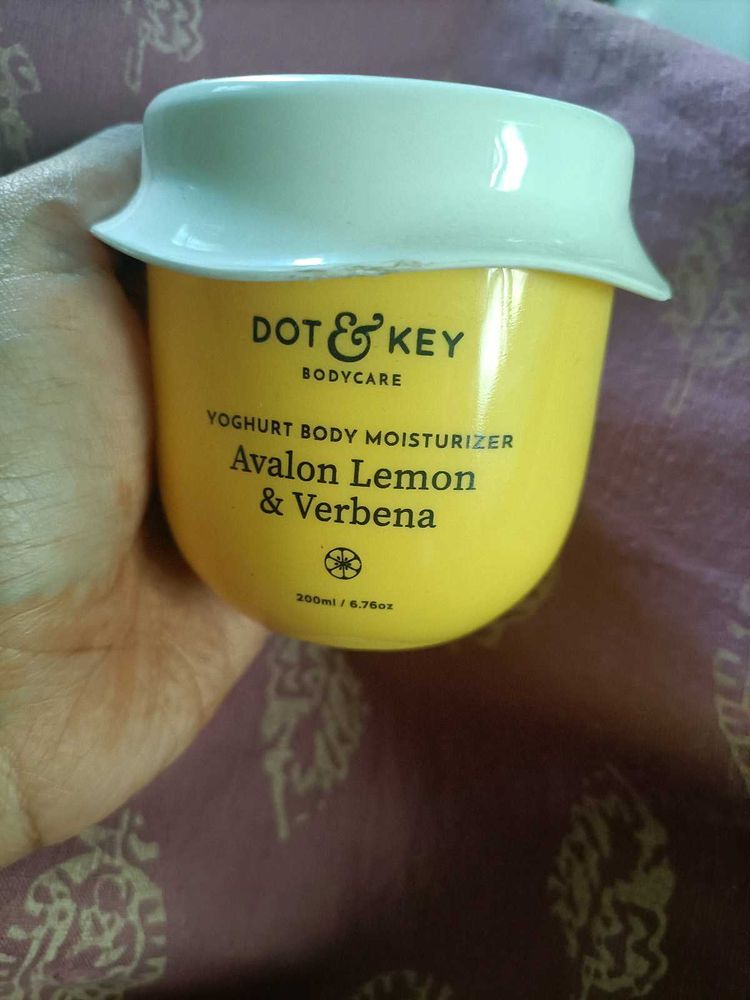 DOT & KEY
BODYCARE
YOGHURT BODY MOISTURIZER
Avalon Lemon
& Verbena
200ml / 6.76oz